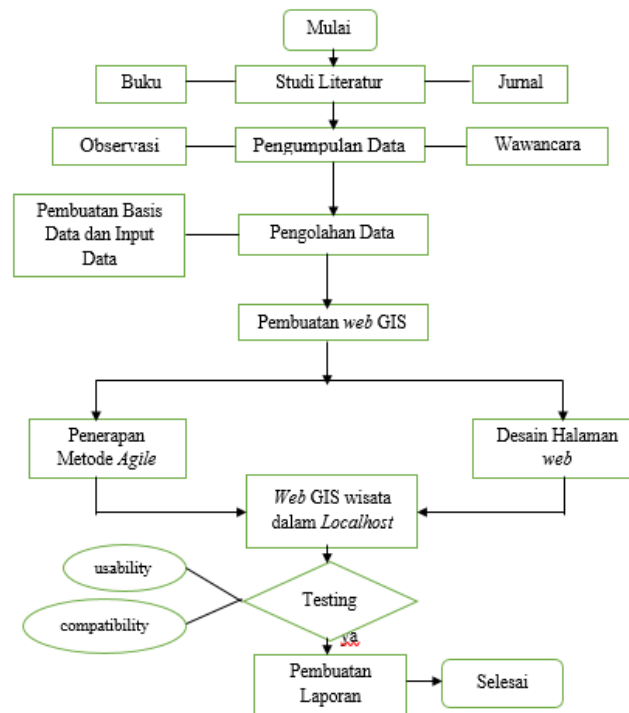 Mulai
Buku
Studi Literatur
Jurnal
Observasi
Pengumpulan Data
Wawancara
Pembuatan Basis
Data dan Input
Data
Pengolahan Data
Pembuatan web GIS
Penerapan
Metode Agile
Desain Halaman
web
Web GIS wisata
dalam Localhost
usability
compatibility
Testing
ya
Pembuatan
Laporan
Selesai